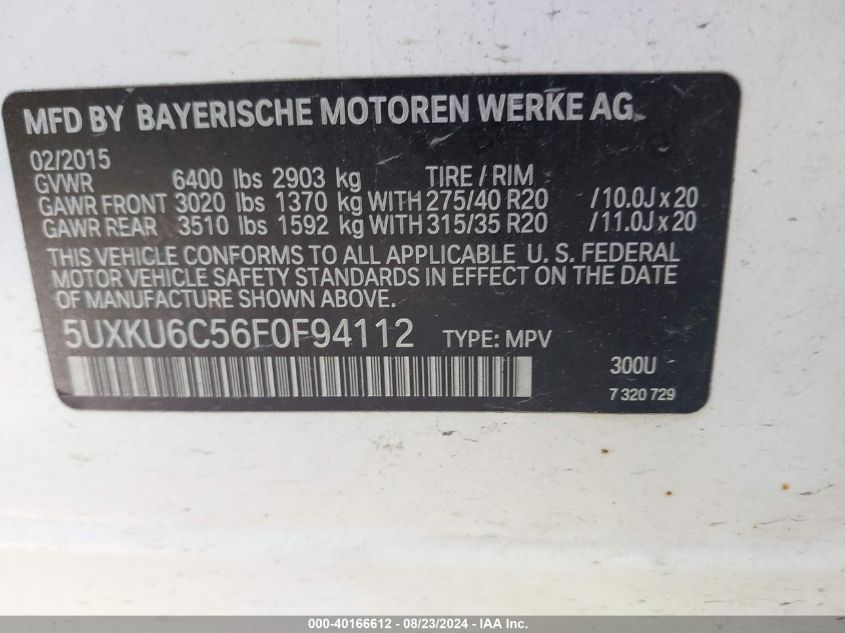 MFD BY BAYERISCHE MOTOREN WERKE AG
02/2015
GVWR 6400 lbs 2903 kg TIRE / RIM
GAWR FRONT 3020 lbs 1370 kg WITH 275/40 R20 /10.0J x 20
GAWR REAR 3510 lbs 1592 kg WITH 315/35 R20 /11.0J x 20
THIS VEHICLE CONFORMS TO ALL APPLICABLE U. S. FEDERAL
MOTOR VEHICLE SAFETY STANDARDS IN EFFECT ON THE DATE
OF MANUFACTURE SHOWN ABOVE.
5UXKU6C56F0F94112 TYPE: MPV 300U
7 320 729
000-40166612 - 08/23/2024 - IAA Inc.